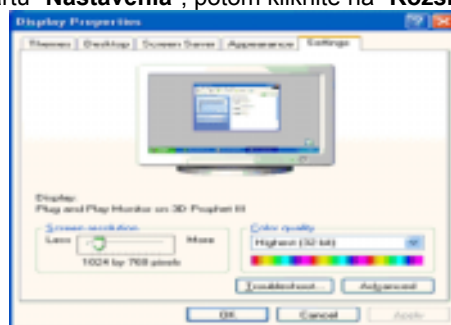 kartu "Nastavenia", potom kliknite na "Rozší
Display Properties
Themes Desktop Screen Saver Appearance Settings
Display:
Plug and Play Monitor on 3D Prophet III
Screen resolution
Less More
1024 by 768 pixels
Color quality
Highest (32 bit)
Troubleshoot... Advanced
OK Cancel Apply